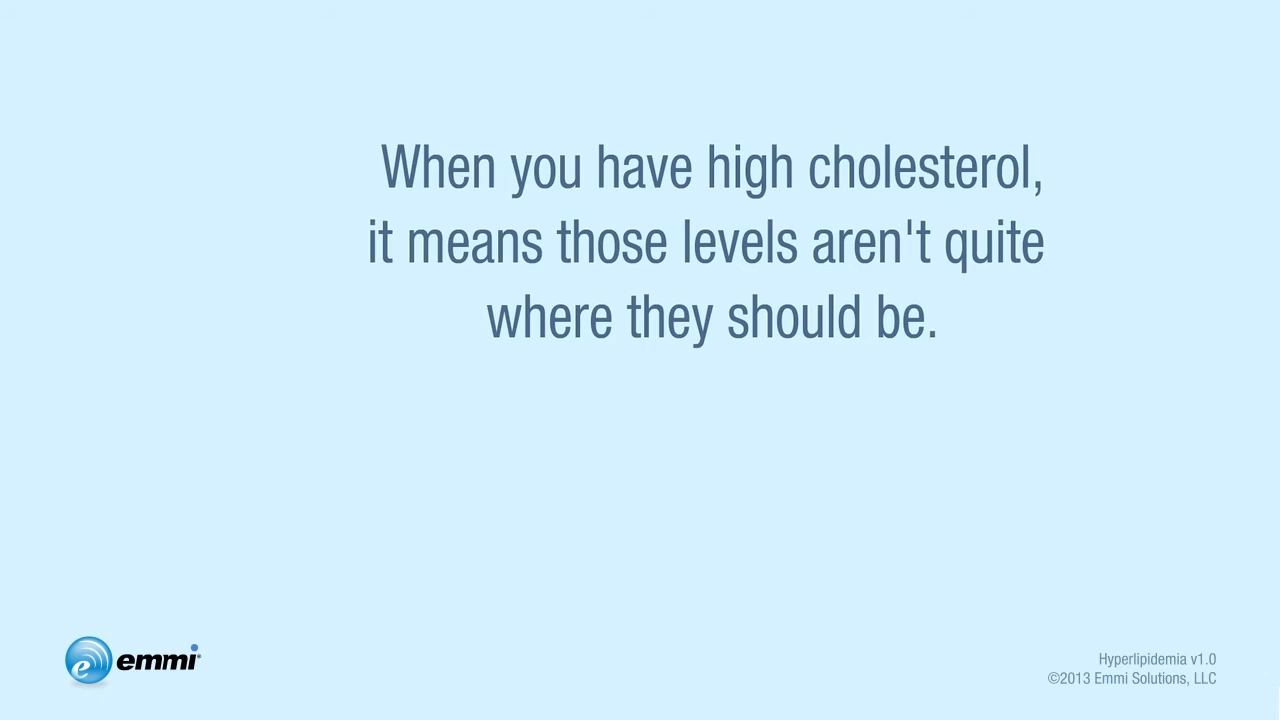 When you have high cholesterol,
it means those levels aren't quite
where they should be.
e emmi®
Hyperlipidemia v1.0
©2013 Emmi Solutions, LLC